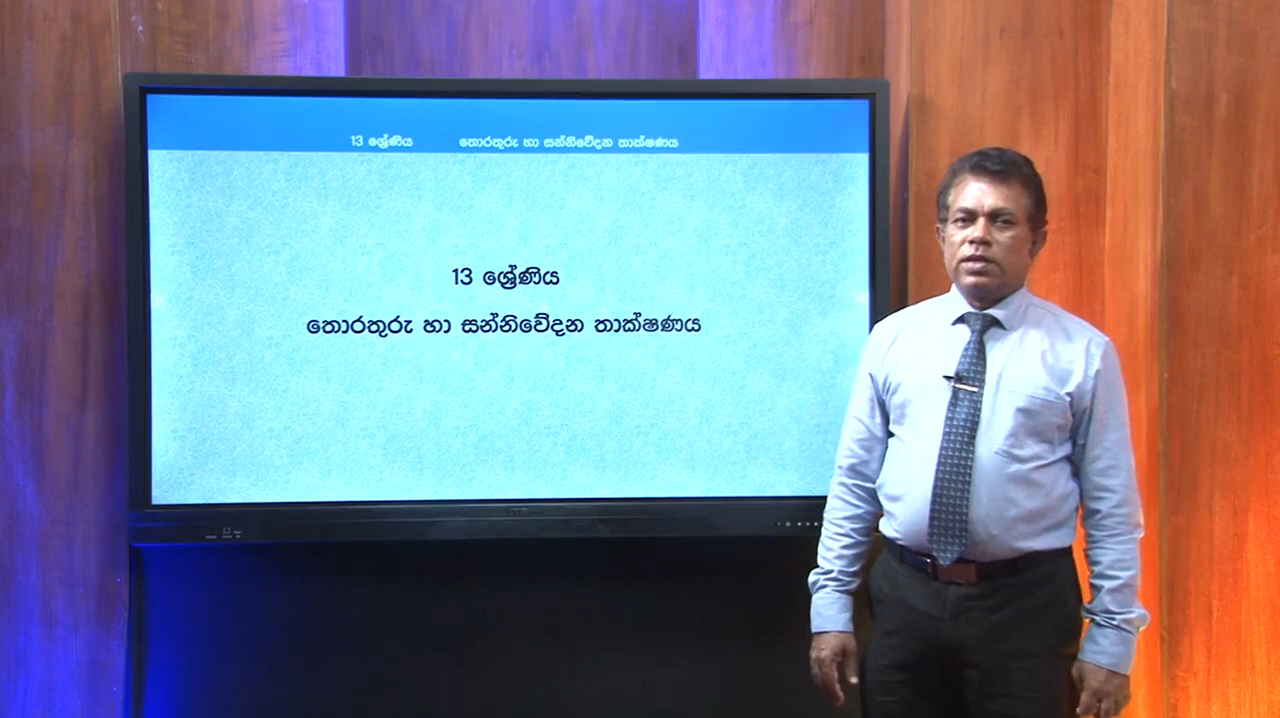 13 ශ්‍රේණිය තොරතුරු හා සන්නිවේදන තාක්ෂණය
13 ශ්‍රේණිය
තොරතුරු හා සන්නිවේදන තාක්ෂණය